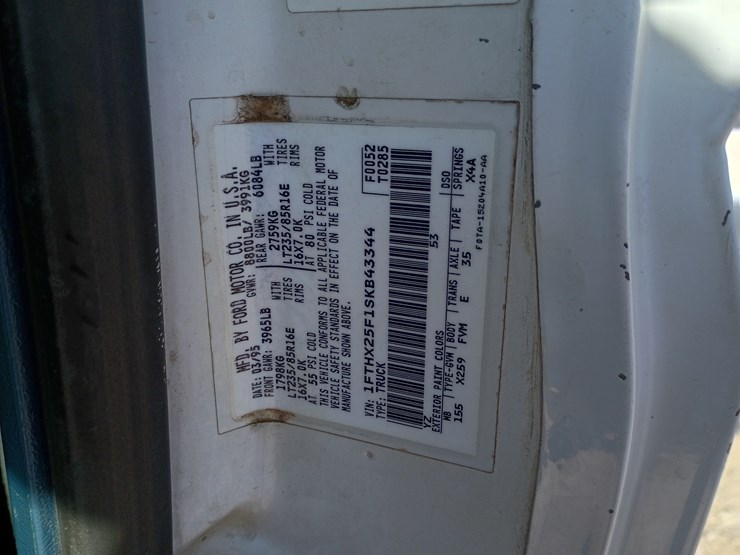 MFD. BY FORD MOTOR CO. IN U.S.A.
DATE: 03/95 GVWR: 8800LB/ 3991KG
FRONT GAWR: 3965LB REAR GAWR: 6084LB
1798KG WITH 2759KG WITH
LT235/85R16E TIRES LT235/85R16E TIRES
16X7.0K RIMS 16X7.0K RIMS
AT 55 PSI COLD AT 80 PSI COLD
THIS VEHICLE CONFORMS TO ALL APPLICABLE FEDERAL MOTOR
VEHICLE SAFETY STANDARDS IN EFFECT ON THE DATE OF
MANUFACTURE SHOWN ABOVE.
F0052
VIN: 1FTHX25F1SKB43344 T0285
TYPE: TRUCK
YZ 53
EXTERIOR PAINT COLORS DSO
WB TYPE-GVW BODY TRANS AXLE TAPE SPRINGS
155 X259 FVM E 35 X4A
F0TA-15204A10-AA